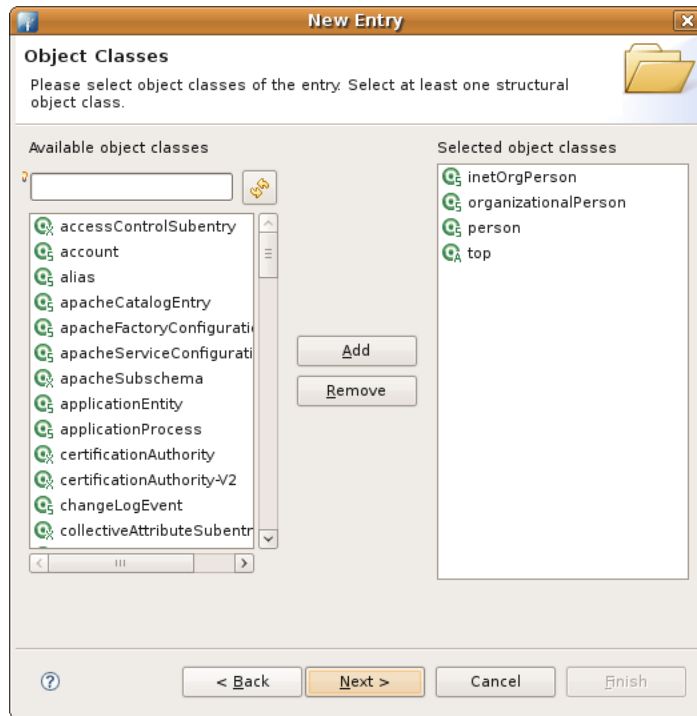 New Entry
Object Classes
Please select object classes of the entry. Select at least one structural
object class.
Available object classes
accessControlSubentry
account
alias
apacheCatalogEntry
apacheFactoryConfigurati
apacheServiceConfigurati
apacheSubschema
applicationEntity
applicationProcess
certificationAuthority
certificationAuthority-V2
changeLogEvent
collectiveAttributeSubentr
Add
Remove
Selected object classes
inetOrgPerson
organizationalPerson
person
top
< Back
Next >
Cancel
Finish